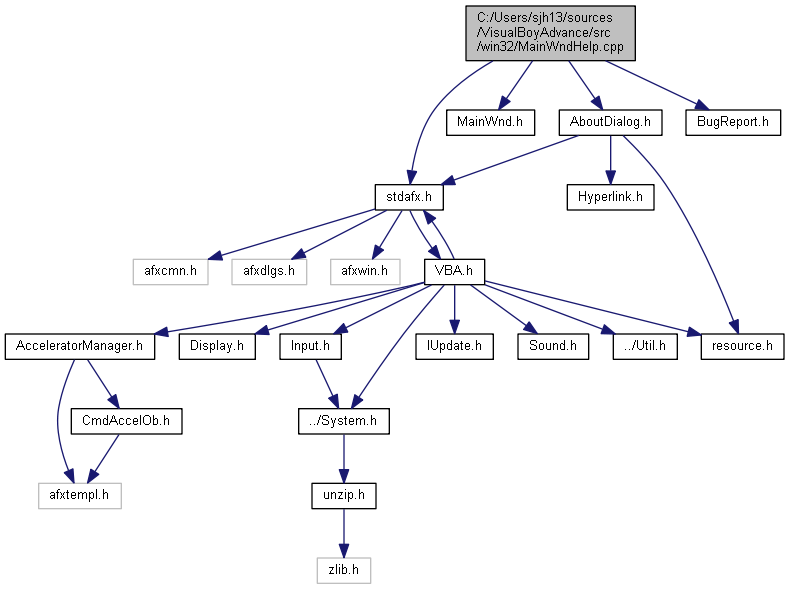 C:/Users/sjh13/sources
/VisualBoyAdvance/src
/win32/MainWndHelp.cpp
MainWnd.h
AboutDialog.h
BugReport.h
stdafx.h
Hyperlink.h
afxcmn.h
afxdlgs.h
afxwin.h
VBA.h
AcceleratorManager.h
Display.h
Input.h
IUpdate.h
Sound.h
../Util.h
resource.h
CmdAccelOb.h
../System.h
afxtempl.h
unzip.h
zlib.h